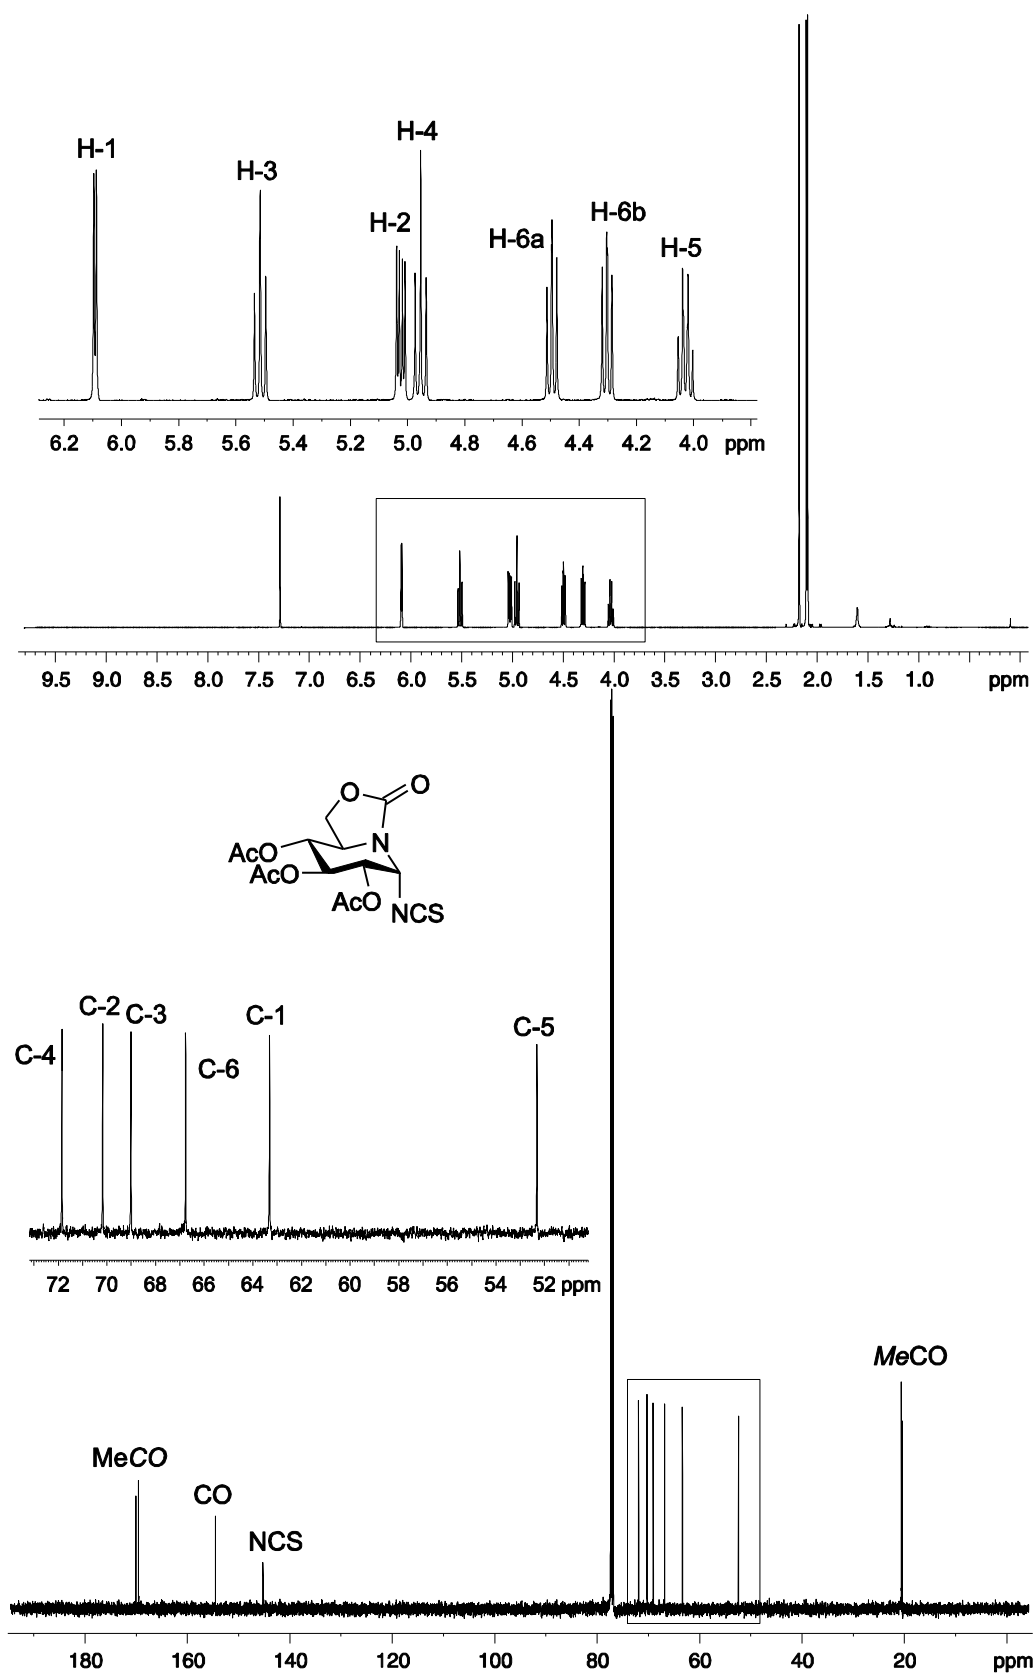 H-4
H-1
H-3
H-2
H-6b
H-6a
H-5
6.2 6.0 5.8 5.6 5.4 5.2 5.0 4.8 4.6 4.4 4.2 4.0 ppm
9.5 9.0 8.5 8.0 7.5 6.5 6.0 5.5 5.0 4.5 4.0 3.5 3.0 2.5 2.0 1.5 1.0 ppm
O
O
N
AcO
AcO
AcO
NCS
C-2
C-3
C-1
C-5
C-4
C-6
72 70 68 66 64 62 60 58 56 54 52 ppm
MeCO
MeCO
CO
NCS
180 160 140 120 100 80 60 40 20 ppm